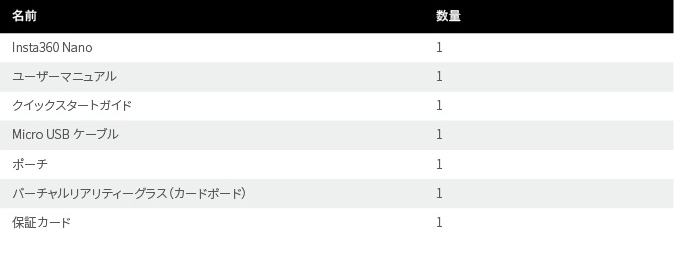 名前 数量
Insta360 Nano 1
ユーザーマニュアル 1
クイックスタートガイド 1
Micro USB ケーブル 1
ポーチ 1
バーチャルリアリティーグラス（カードボード） 1
保証カード 1